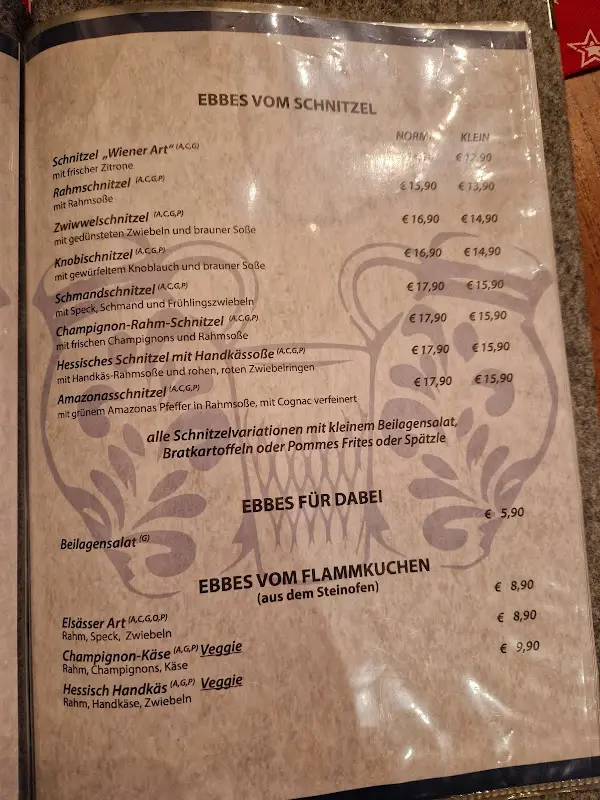 EBBES VOM SCHNITZEL
KLEIN
Schnitzel „Wiener Art“ (A,C,G) € 12,90
mit frischer Zitrone
Rahmschnitzel (A,C,G,P) € 15,90 € 13,90
mit Rahmsoße
Zwiwwelschnitzel (A,C,G,P) € 16,90 € 14,90
mit gedünsteten Zwiebeln und brauner Soße
Knobischnitzel (A,C,G,P) € 16,90 € 14,90
mit gewürfeltem Knoblauch und brauner Soße
Schmandschnitzel (A,C,G,P) € 17,90 € 15,90
mit Speck, Schmand und Frühlingszwiebeln
Champignon-Rahm-Schnitzel (A,C,G,P) € 17,90 € 15,90
mit frischen Champignons und Rahmsoße
Hessisches Schnitzel mit Handkässoße (A,C,G,P) € 17,90 € 15,90
mit Handkäs-Rahmsoße und rohen, roten Zwiebelringen
Amazonasschnitzel (A,C,G,P) € 17,90 € 15,90
mit grünem Amazonas Pfeffer in Rahmsoße, mit Cognac verfeinert
alle Schnitzelvariationen mit kleinem Beilagensalat,
Bratkartoffeln oder Pommes Frites oder Spätzle
EBBES FÜR DABEI
Beilagensalat (G) € 5,90
EBBES VOM FLAMMKUCHEN
(aus dem Steinofen)
Elsässer Art (A,C,G,O,P) € 8,90
Rahm, Speck, Zwiebeln
Champignon-Käse (A,G,P) Veggie € 8,90
Rahm, Champignons, Käse
Hessisch Handkäs (A,G,P) Veggie € 9,90
Rahm, Handkäse, Zwiebeln